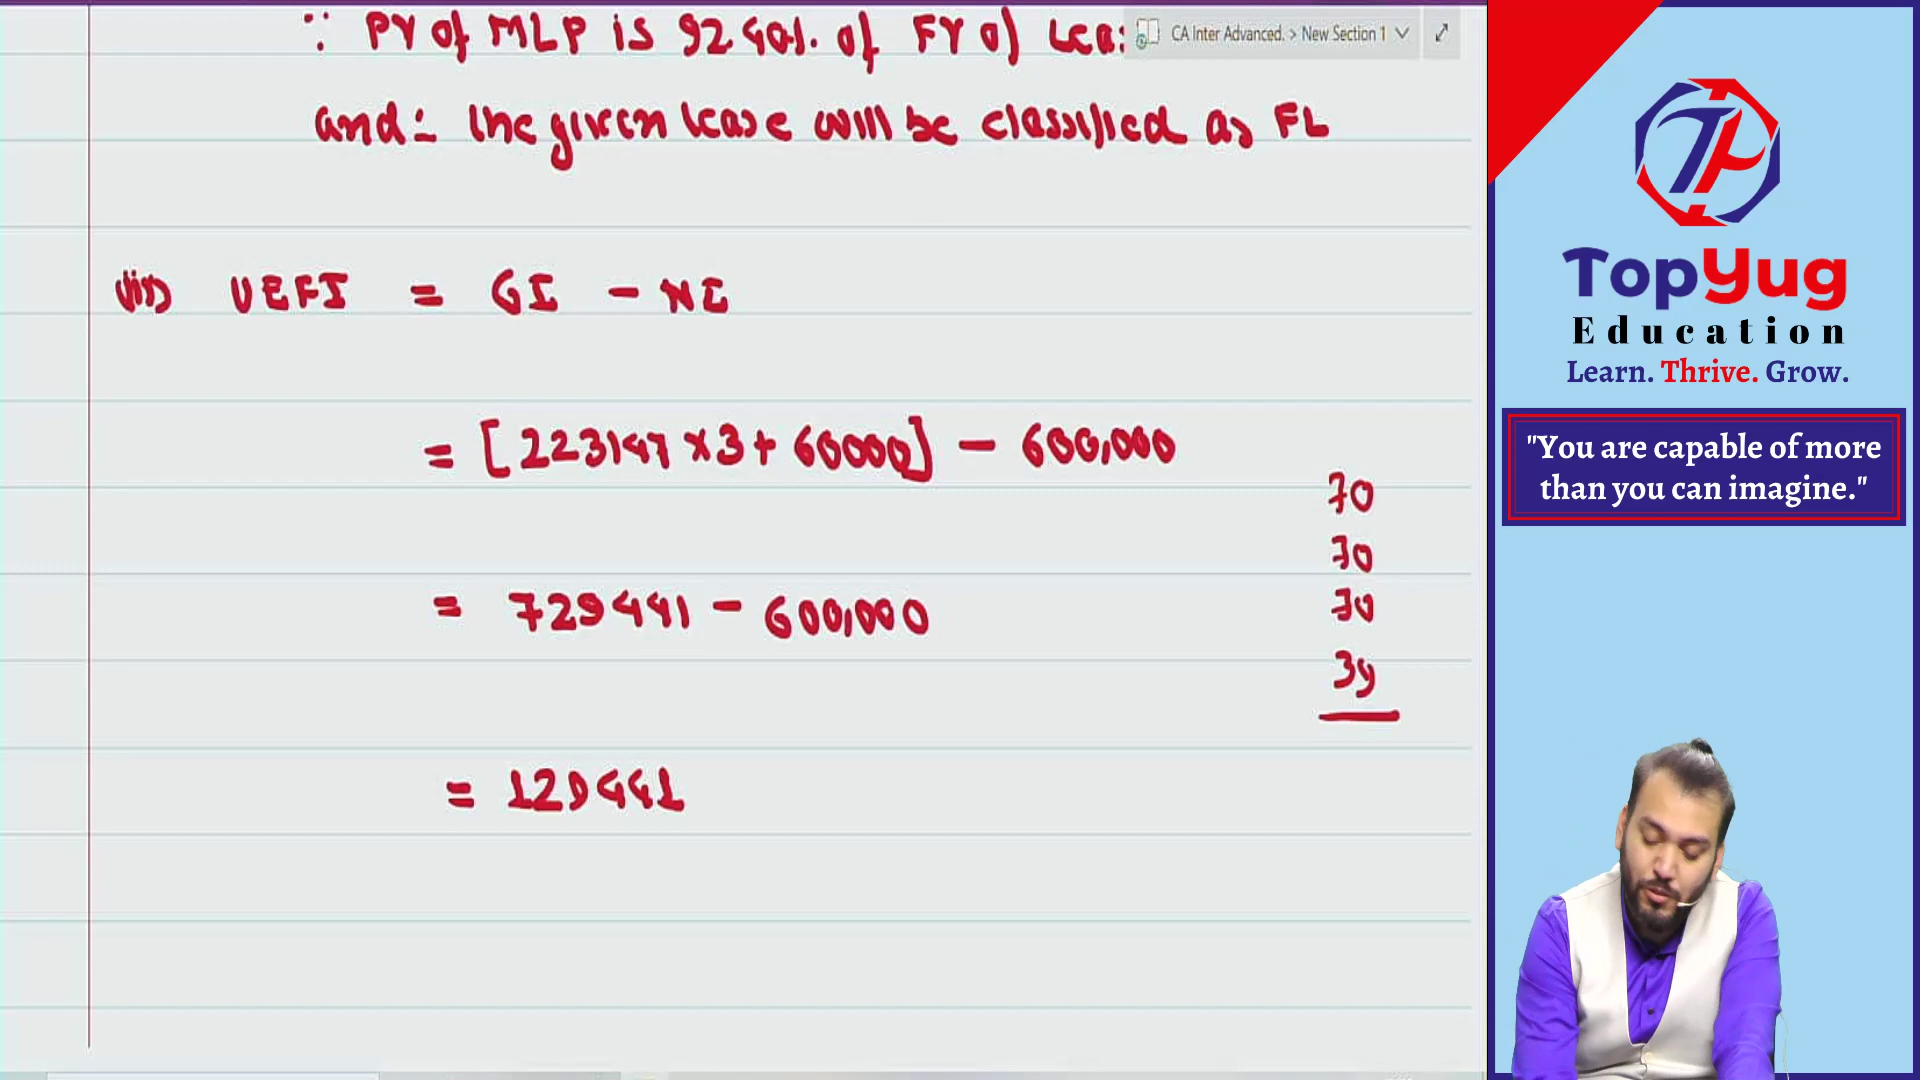 ∵ PV of MLP is 92.40%. of FV of Lea
CA Inter Advanced. > New Section 1
and ∴ the given lease will be classified as FL
(iii) UEFI = GI - NI
= [223147 × 3 + 60000] - 600,000
70
70
= 729441 - 600,000
70
39
= 129441
TopYug
Education
Learn. Thrive. Grow.
"You are capable of more
than you can imagine."